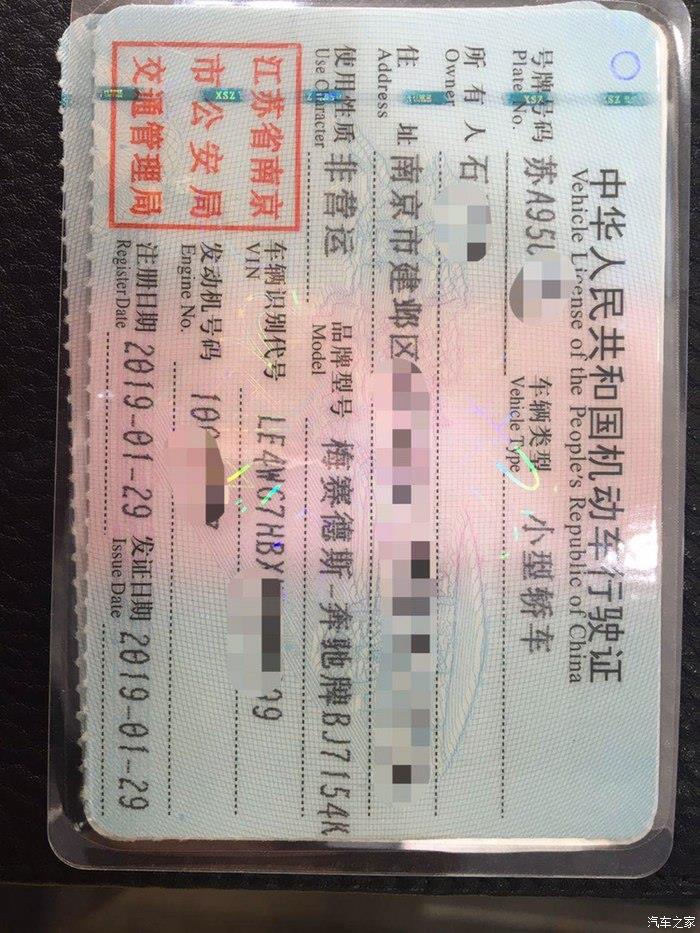 中华人民共和国机动车行驶证
Vehicle License of the People's Republic of China
号牌号码 苏A95L 车辆类型 小型轿车
Plate No. Vehicle Type
所有人 石
Owner
住 址 南京市建邺区
Address
使用性质 非营运 品牌型号 梅赛德斯-奔驰牌BJ7154K
Use Character Model
江苏省南京
市公安局
交通管理局
车辆识别代号 LE4WG7HBX 99
VIN
发动机号码 10
Engine No.
注册日期 2019-01-29 发证日期 2019-01-29
Register Date Issue Date
汽车之家